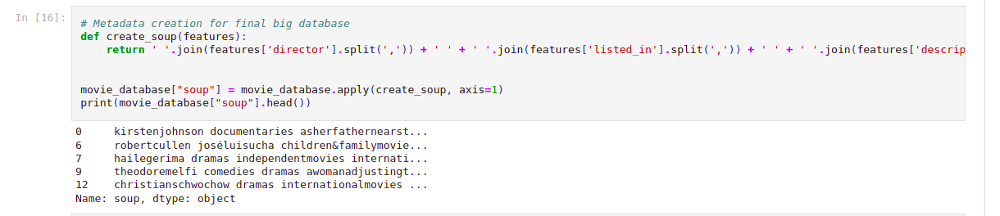 In [16]:
# Metadata creation for final big database
def create_soup(features):
    return ' '.join(features['director'].split(',')) + ' ' + ' '.join(features['listed_in'].split(',')) + ' ' + ' '.join(features['descrip
movie_database["soup"] = movie_database.apply(create_soup, axis=1)
print(movie_database["soup"].head())
0     kirstenjohnson documentaries asherfathernearst...
6     robertcullen joséluisucha children&familymovie...
7     hailegerima dramas independentmovies internati...
9     theodoremelfi comedies dramas awomanadjustingt...
12    christianschwochow dramas internationalmovies ...
Name: soup, dtype: object